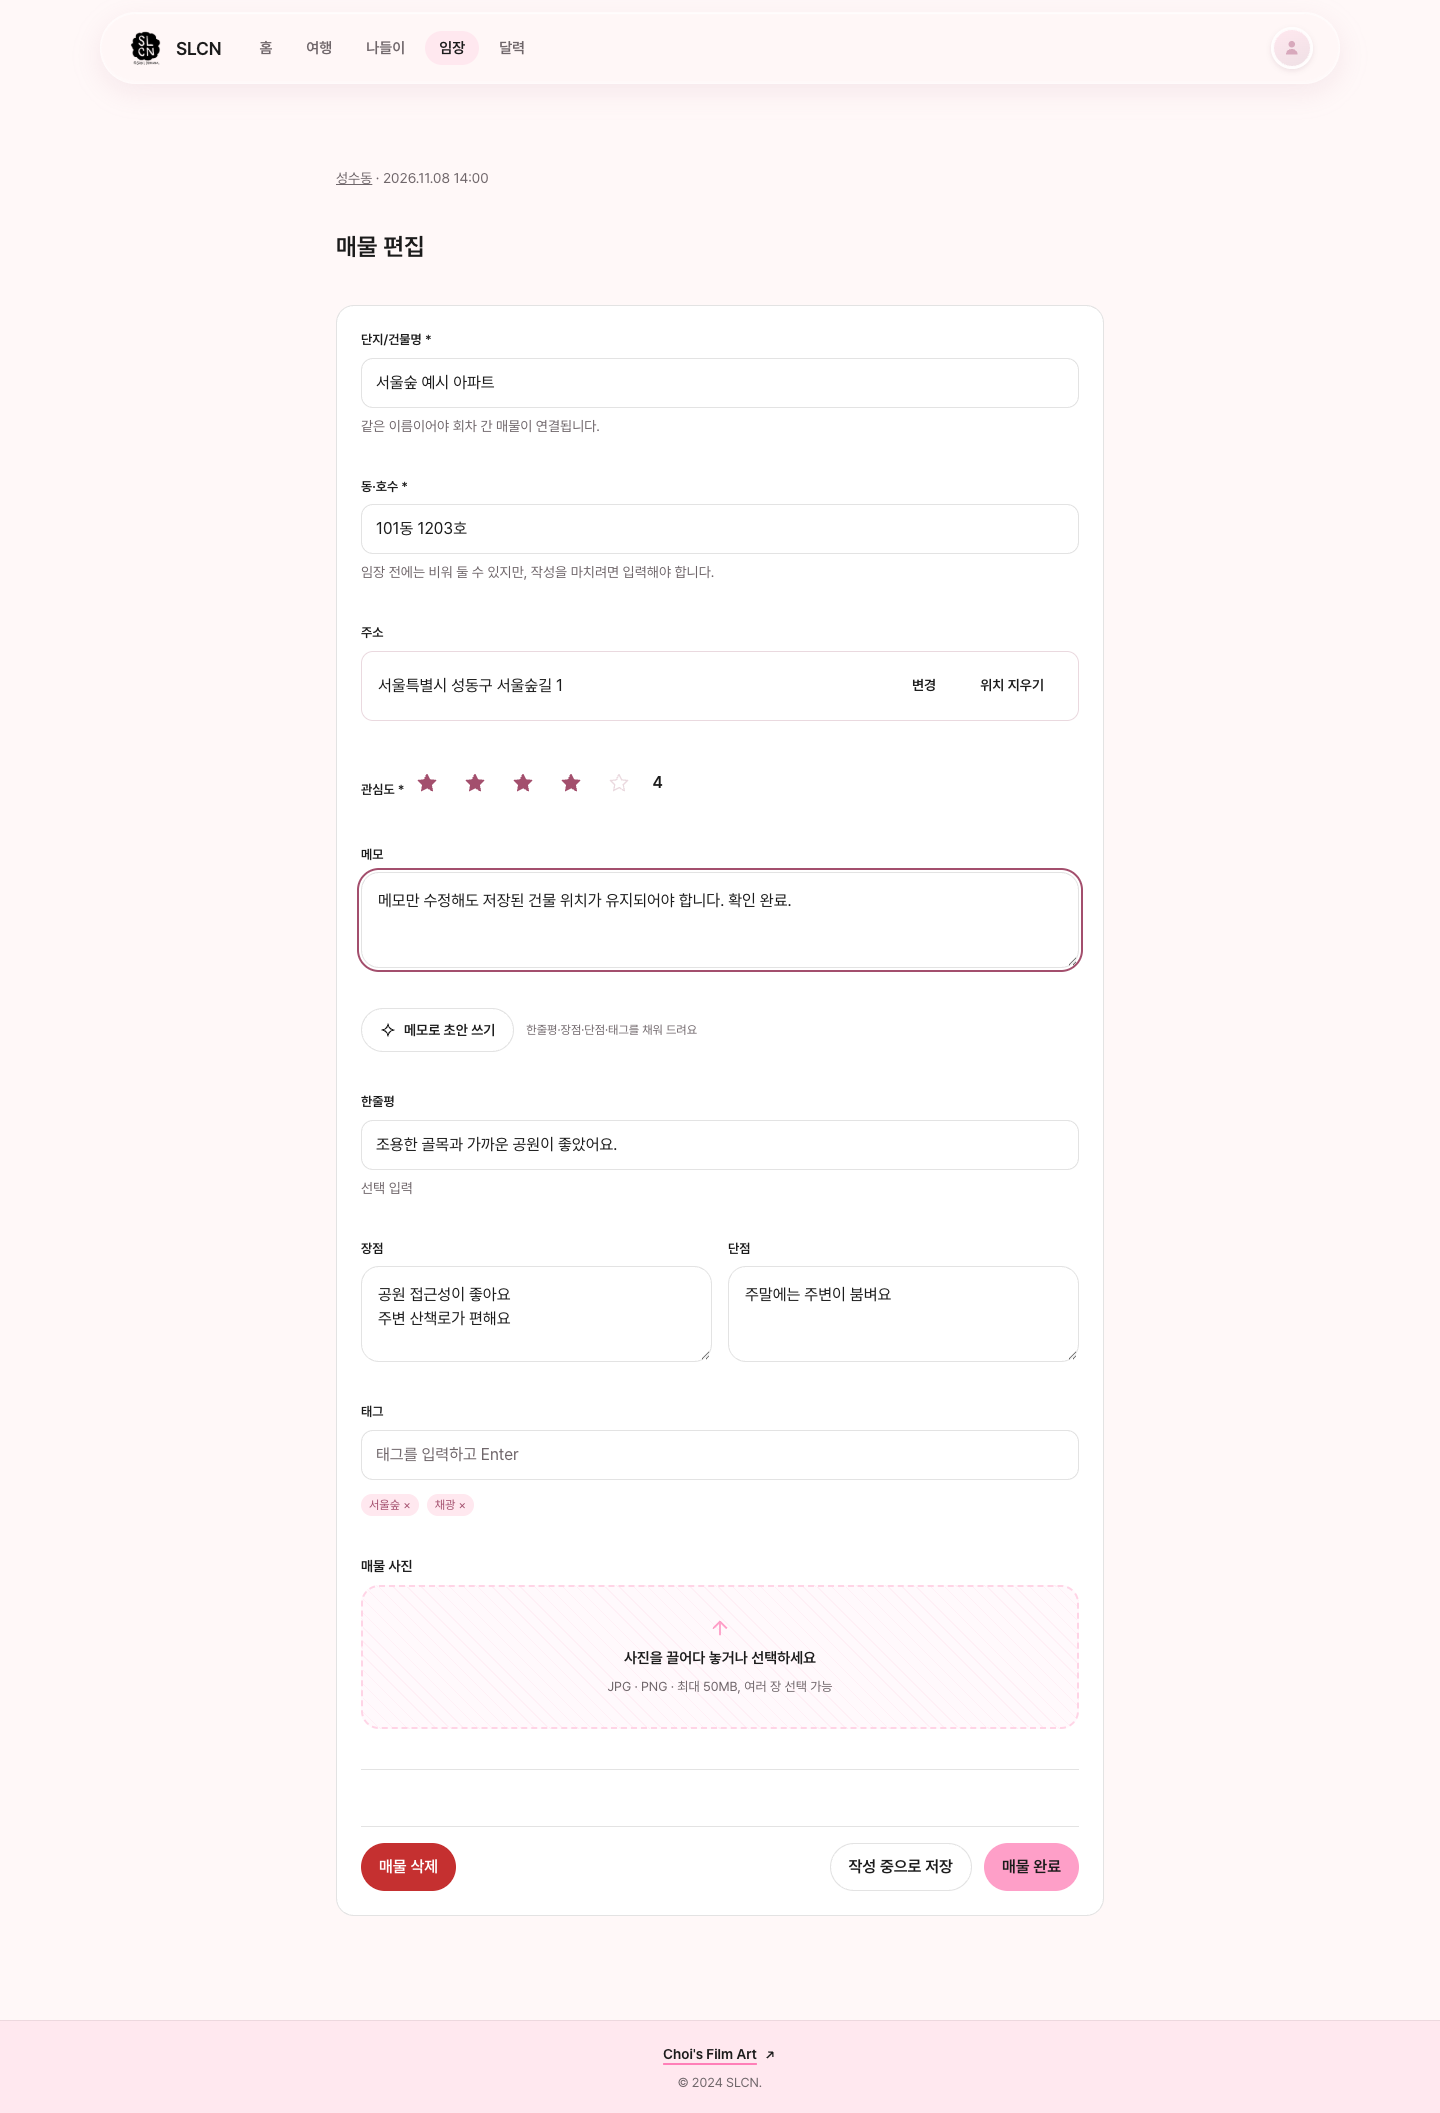 SL
CN
SLCN
홈
여행
나들이
임장
달력
성수동 · 2026.11.08 14:00
매물 편집
단지/건물명 *
서울숲 예시 아파트
같은 이름이어야 회차 간 매물이 연결됩니다.
동·호수 *
101동 1203호
임장 전에는 비워 둘 수 있지만, 작성을 마치려면 입력해야 합니다.
주소
서울특별시 성동구 서울숲길 1
변경
위치 지우기
관심도 *
4
메모
메모만 수정해도 저장된 건물 위치가 유지되어야 합니다. 확인 완료.
메모로 초안 쓰기
한줄평·장점·단점·태그를 채워 드려요
한줄평
조용한 골목과 가까운 공원이 좋았어요.
선택 입력
장점
공원 접근성이 좋아요
주변 산책로가 편해요
단점
주말에는 주변이 붐벼요
태그
태그를 입력하고 Enter
서울숲 ×
채광 ×
매물 사진
사진을 끌어다 놓거나 선택하세요
JPG · PNG · 최대 50MB, 여러 장 선택 가능
매물 삭제
작성 중으로 저장
매물 완료
Choi's Film Art ↗
© 2024 SLCN.